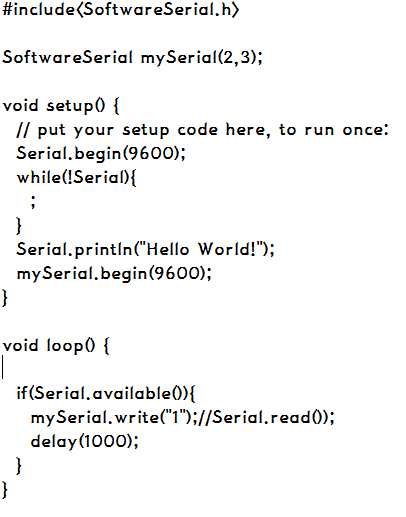 #include<SoftwareSerial.h>

SoftwareSerial mySerial(2,3);

void setup() {
  // put your setup code here, to run once:
  Serial.begin(9600);
  while(!Serial){
    ;
  }
  Serial.println("Hello World!");
  mySerial.begin(9600);
}

void loop() {

  if(Serial.available()){
    mySerial.write("1");//Serial.read());
    delay(1000);
  }
}